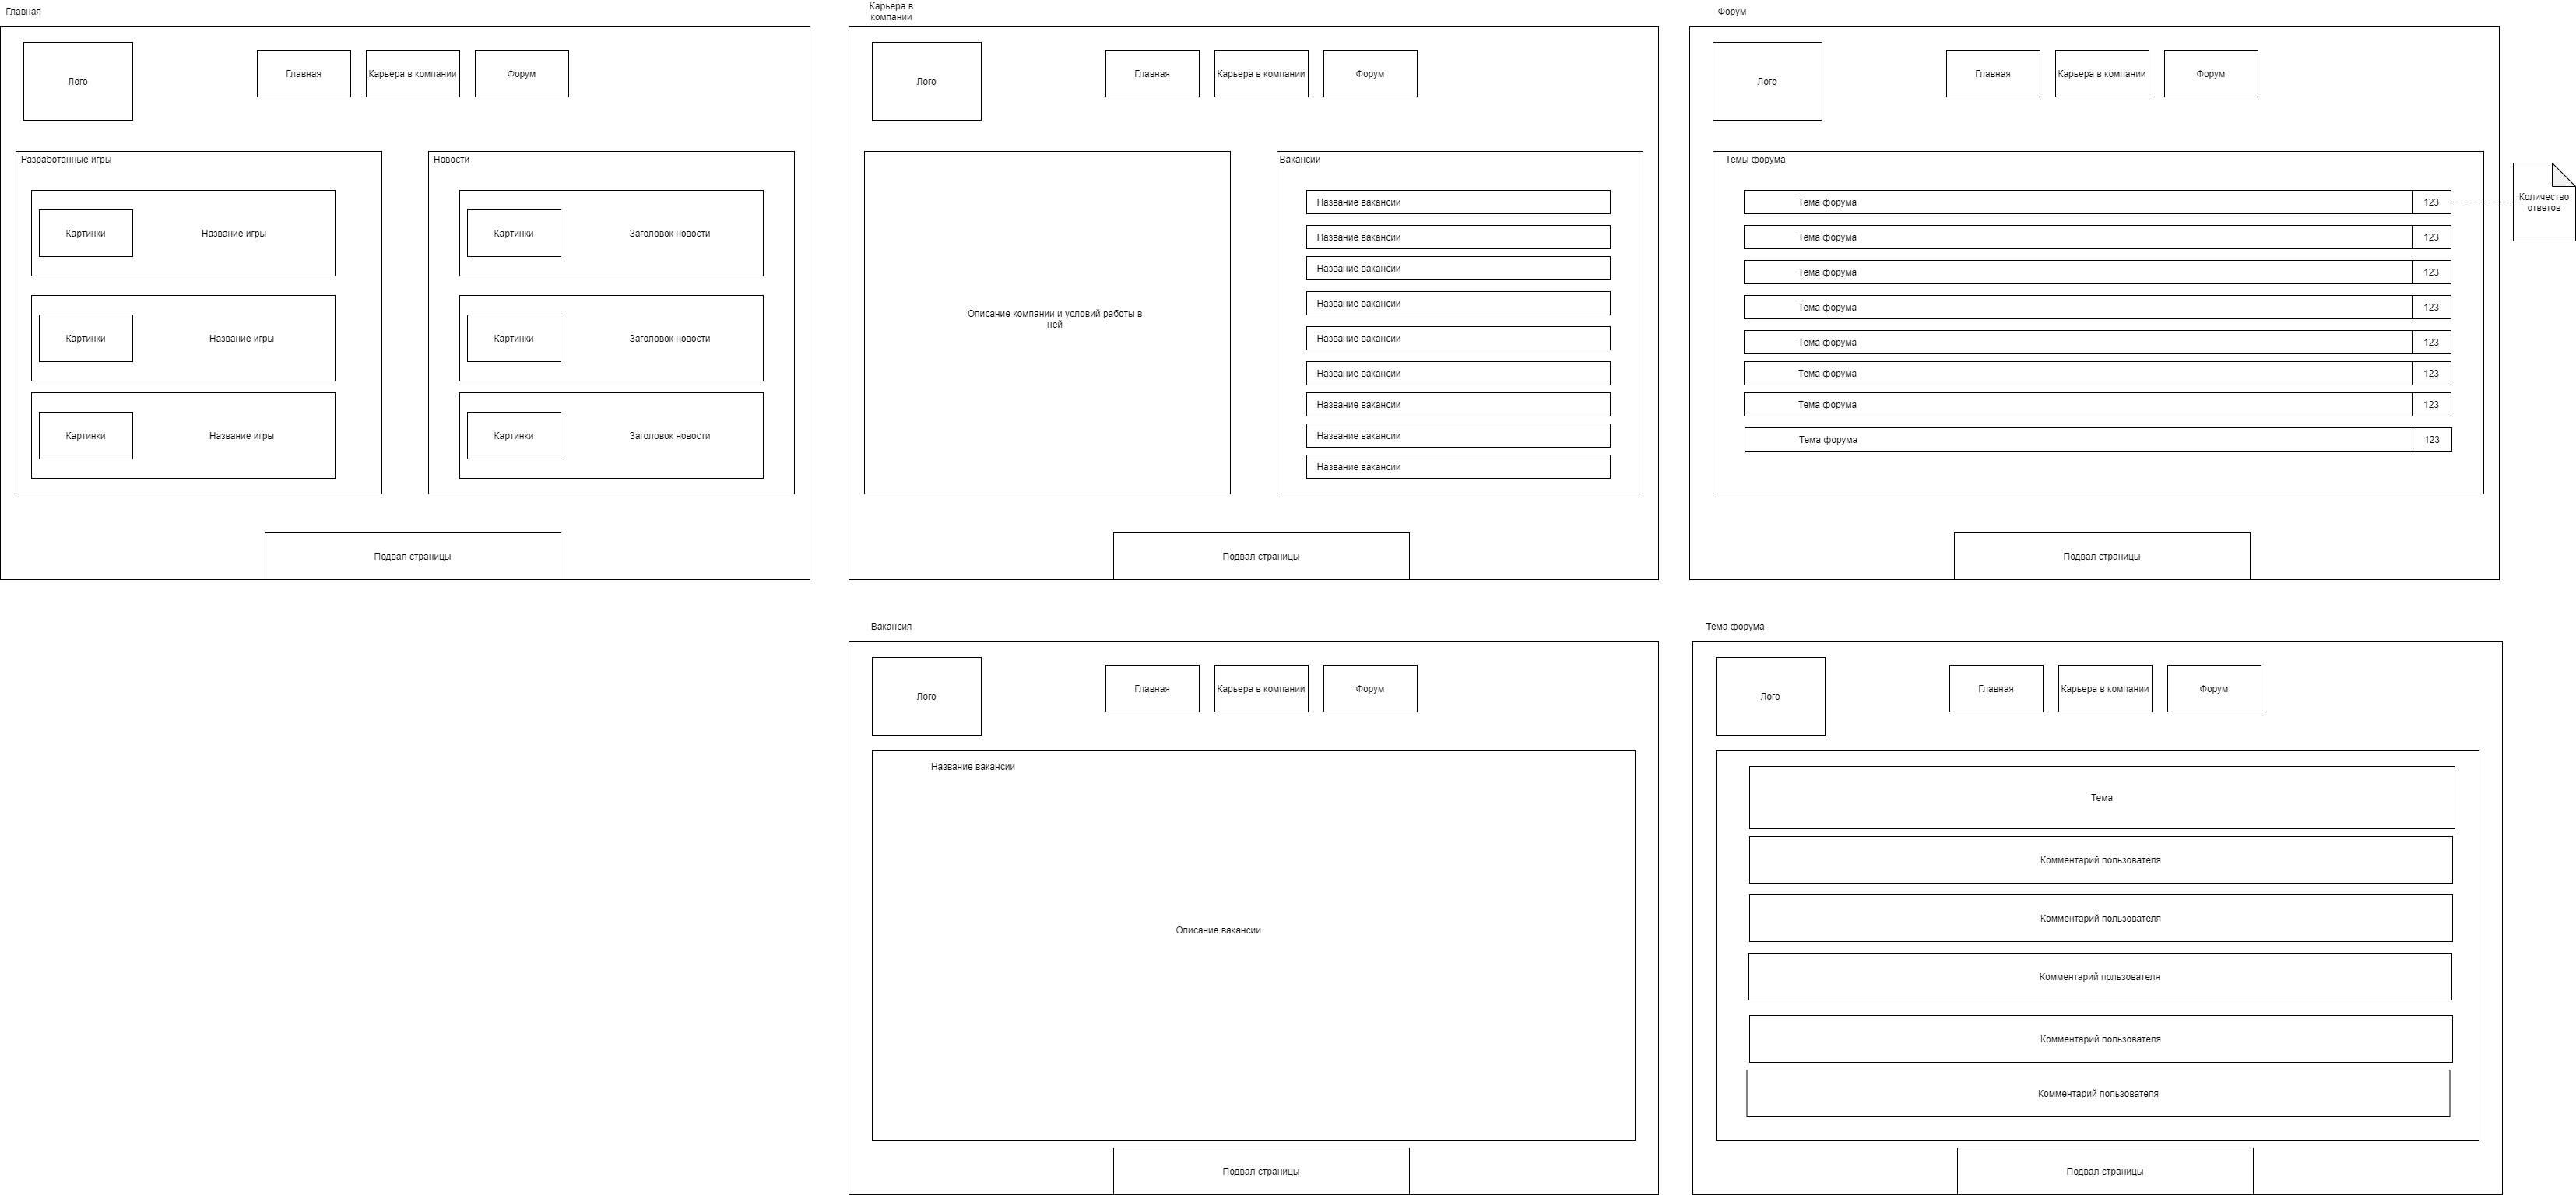 Главная
Лого
Главная
Карьера в компании
Форум
Разработанные игры
Картинки
Название игры
Картинки
Название игры
Картинки
Название игры
Новости
Картинки
Заголовок новости
Картинки
Заголовок новости
Картинки
Заголовок новости
Подвал страницы
Карьера в
компании
Лого
Главная
Карьера в компании
Форум
Описание компании и условий работы в
ней
Вакансии
Название вакансии
Название вакансии
Название вакансии
Название вакансии
Название вакансии
Название вакансии
Название вакансии
Название вакансии
Название вакансии
Подвал страницы
Форум
Лого
Главная
Карьера в компании
Форум
Темы форума
Тема форума
123
Тема форума
123
Тема форума
123
Тема форума
123
Тема форума
123
Тема форума
123
Тема форума
123
Тема форума
123
Количество
ответов
Подвал страницы
Вакансия
Лого
Главная
Карьера в компании
Форум
Название вакансии
Описание вакансии
Подвал страницы
Тема форума
Лого
Главная
Карьера в компании
Форум
Тема
Комментарий пользователя
Комментарий пользователя
Комментарий пользователя
Комментарий пользователя
Комментарий пользователя
Подвал страницы